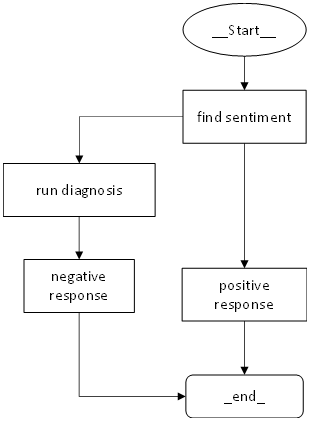 __Start__
find sentiment
run diagnosis
negative
response
positive
response
_end_